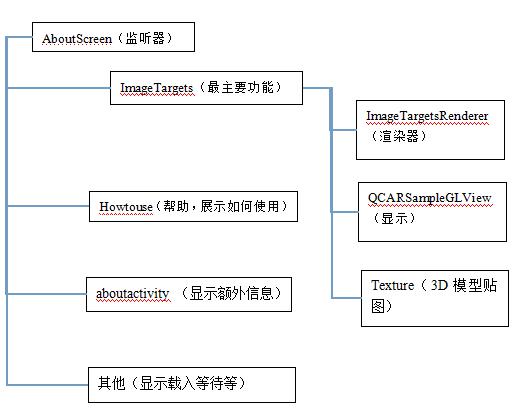 AboutScreen（监听器）
ImageTargets（最主要功能）
ImageTargetsRenderer
（渲染器）
QCARSampleGLView
（显示）
Howtouse（帮助，展示如何使用）
Texture（3D 模型贴
图）
aboutactivity （显示额外信息）
其他（显示载入等待等）